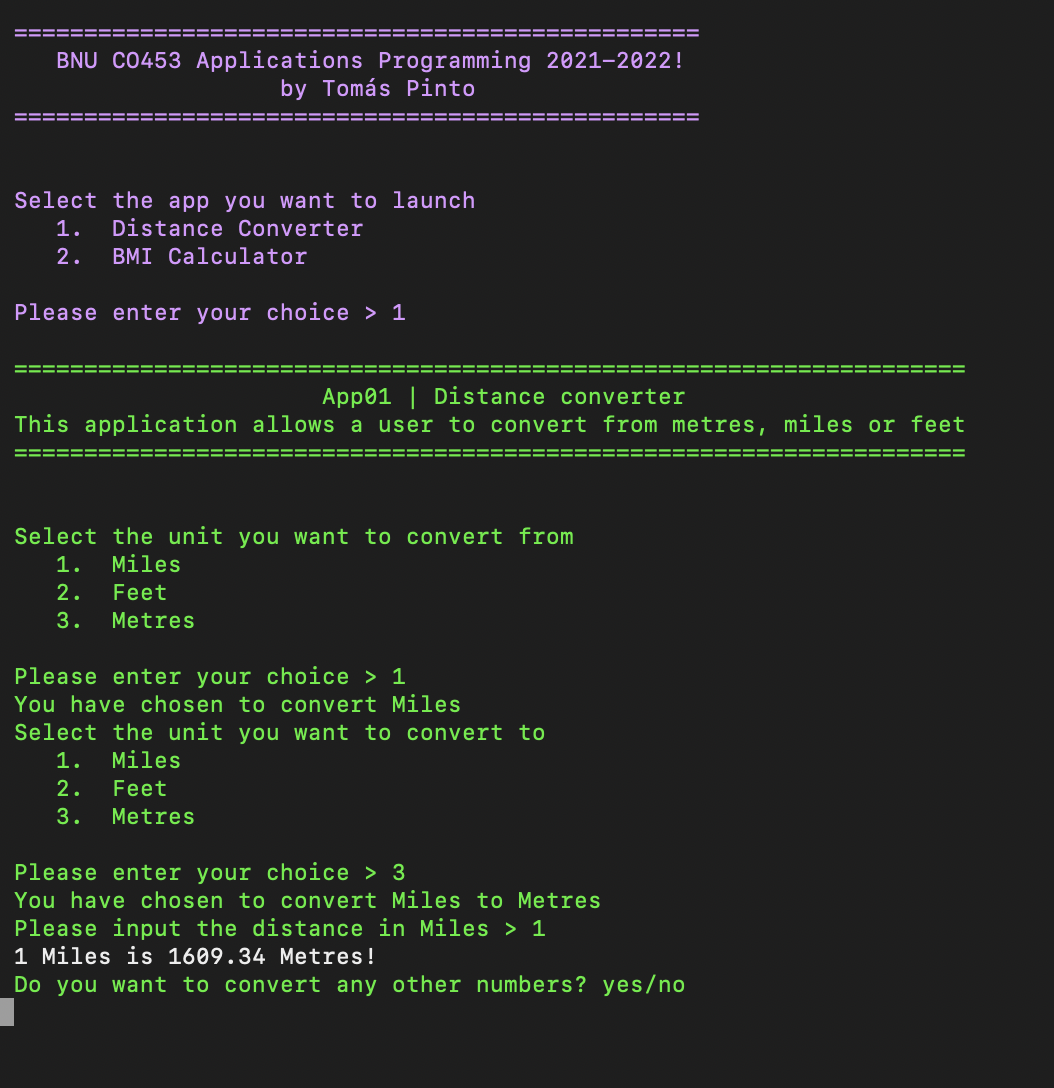 =================================================
BNU CO453 Applications Programming 2021-2022!
by Tomás Pinto
=================================================
Select the app you want to launch
1. Distance Converter
2. BMI Calculator
Please enter your choice > 1
====================================================================
App01 | Distance converter
This application allows a user to convert from metres, miles or feet
====================================================================
Select the unit you want to convert from
1. Miles
2. Feet
3. Metres
Please enter your choice > 1
You have chosen to convert Miles
Select the unit you want to convert to
1. Miles
2. Feet
3. Metres
Please enter your choice > 3
You have chosen to convert Miles to Metres
Please input the distance in Miles > 1
1 Miles is 1609.34 Metres!
Do you want to convert any other numbers? yes/no